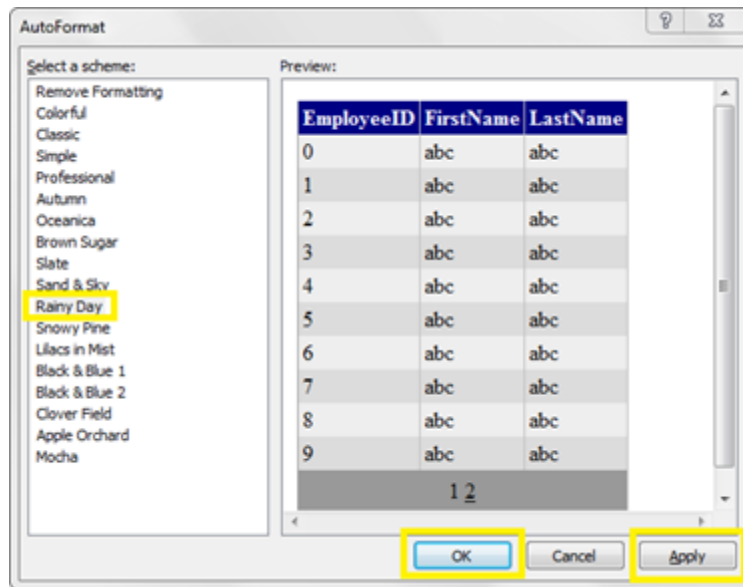 AutoFormat
Select a scheme:
Remove Formatting
Colorful
Classic
Simple
Professional
Autumn
Oceanica
Brown Sugar
Slate
Sand & Sky
Rainy Day
Snowy Pine
Lilacs in Mist
Black & Blue 1
Black & Blue 2
Clover Field
Apple Orchard
Mocha
Preview:
EmployeeID FirstName LastName
0 abc abc
1 abc abc
2 abc abc
3 abc abc
4 abc abc
5 abc abc
6 abc abc
7 abc abc
8 abc abc
9 abc abc
1 2
OK Cancel Apply